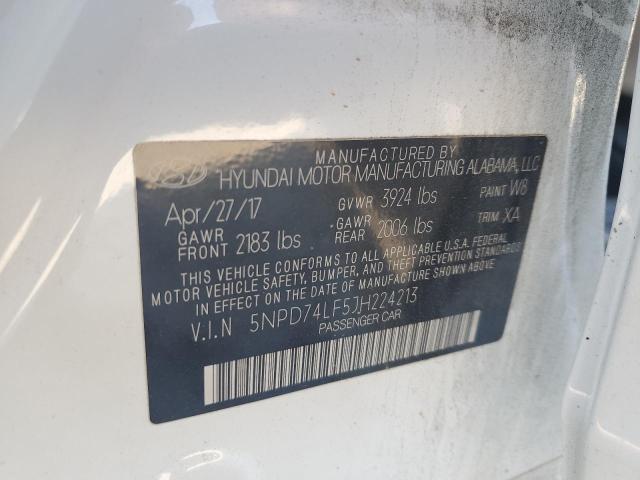 MANUFACTURED BY
HYUNDAI MOTOR MANUFACTURING ALABAMA, LLC
Apr/27/17 GVWR 3924 lbs PAINT W8
GAWR FRONT 2183 lbs GAWR REAR 2006 lbs TRIM XA
THIS VEHICLE CONFORMS TO ALL APPLICABLE U.S.A. FEDERAL
MOTOR VEHICLE SAFETY, BUMPER, AND THEFT PREVENTION STANDARDS
IN EFFECT ON THE DATE OF MANUFACTURE SHOWN ABOVE.
V.I.N 5NPD74LF5JH224213
PASSENGER CAR